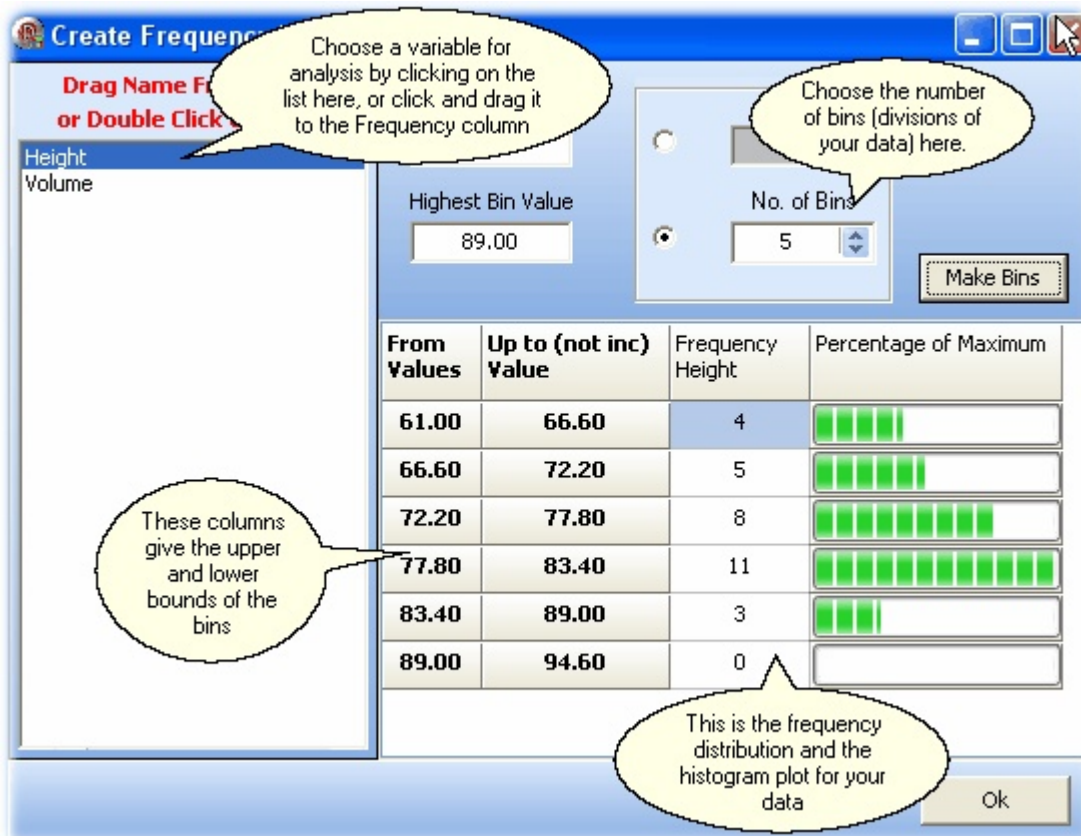 Create Frequenc
Choose a variable for
analysis by clicking on the
list here, or click and drag it
to the Frequency column
Drag Name F
or Double Click
Height
Volume
Choose the number
of bins (divisions of
your data) here.
Highest Bin Value
89.00
No. of Bins
5
Make Bins
From Values Up to (not inc) Value Frequency Height Percentage of Maximum
61.00 66.60 4
66.60 72.20 5
72.20 77.80 8
77.80 83.40 11
83.40 89.00 3
89.00 94.60 0
These columns
give the upper
and lower
bounds of the
bins
This is the frequency
distribution and the
histogram plot for your
data
Ok